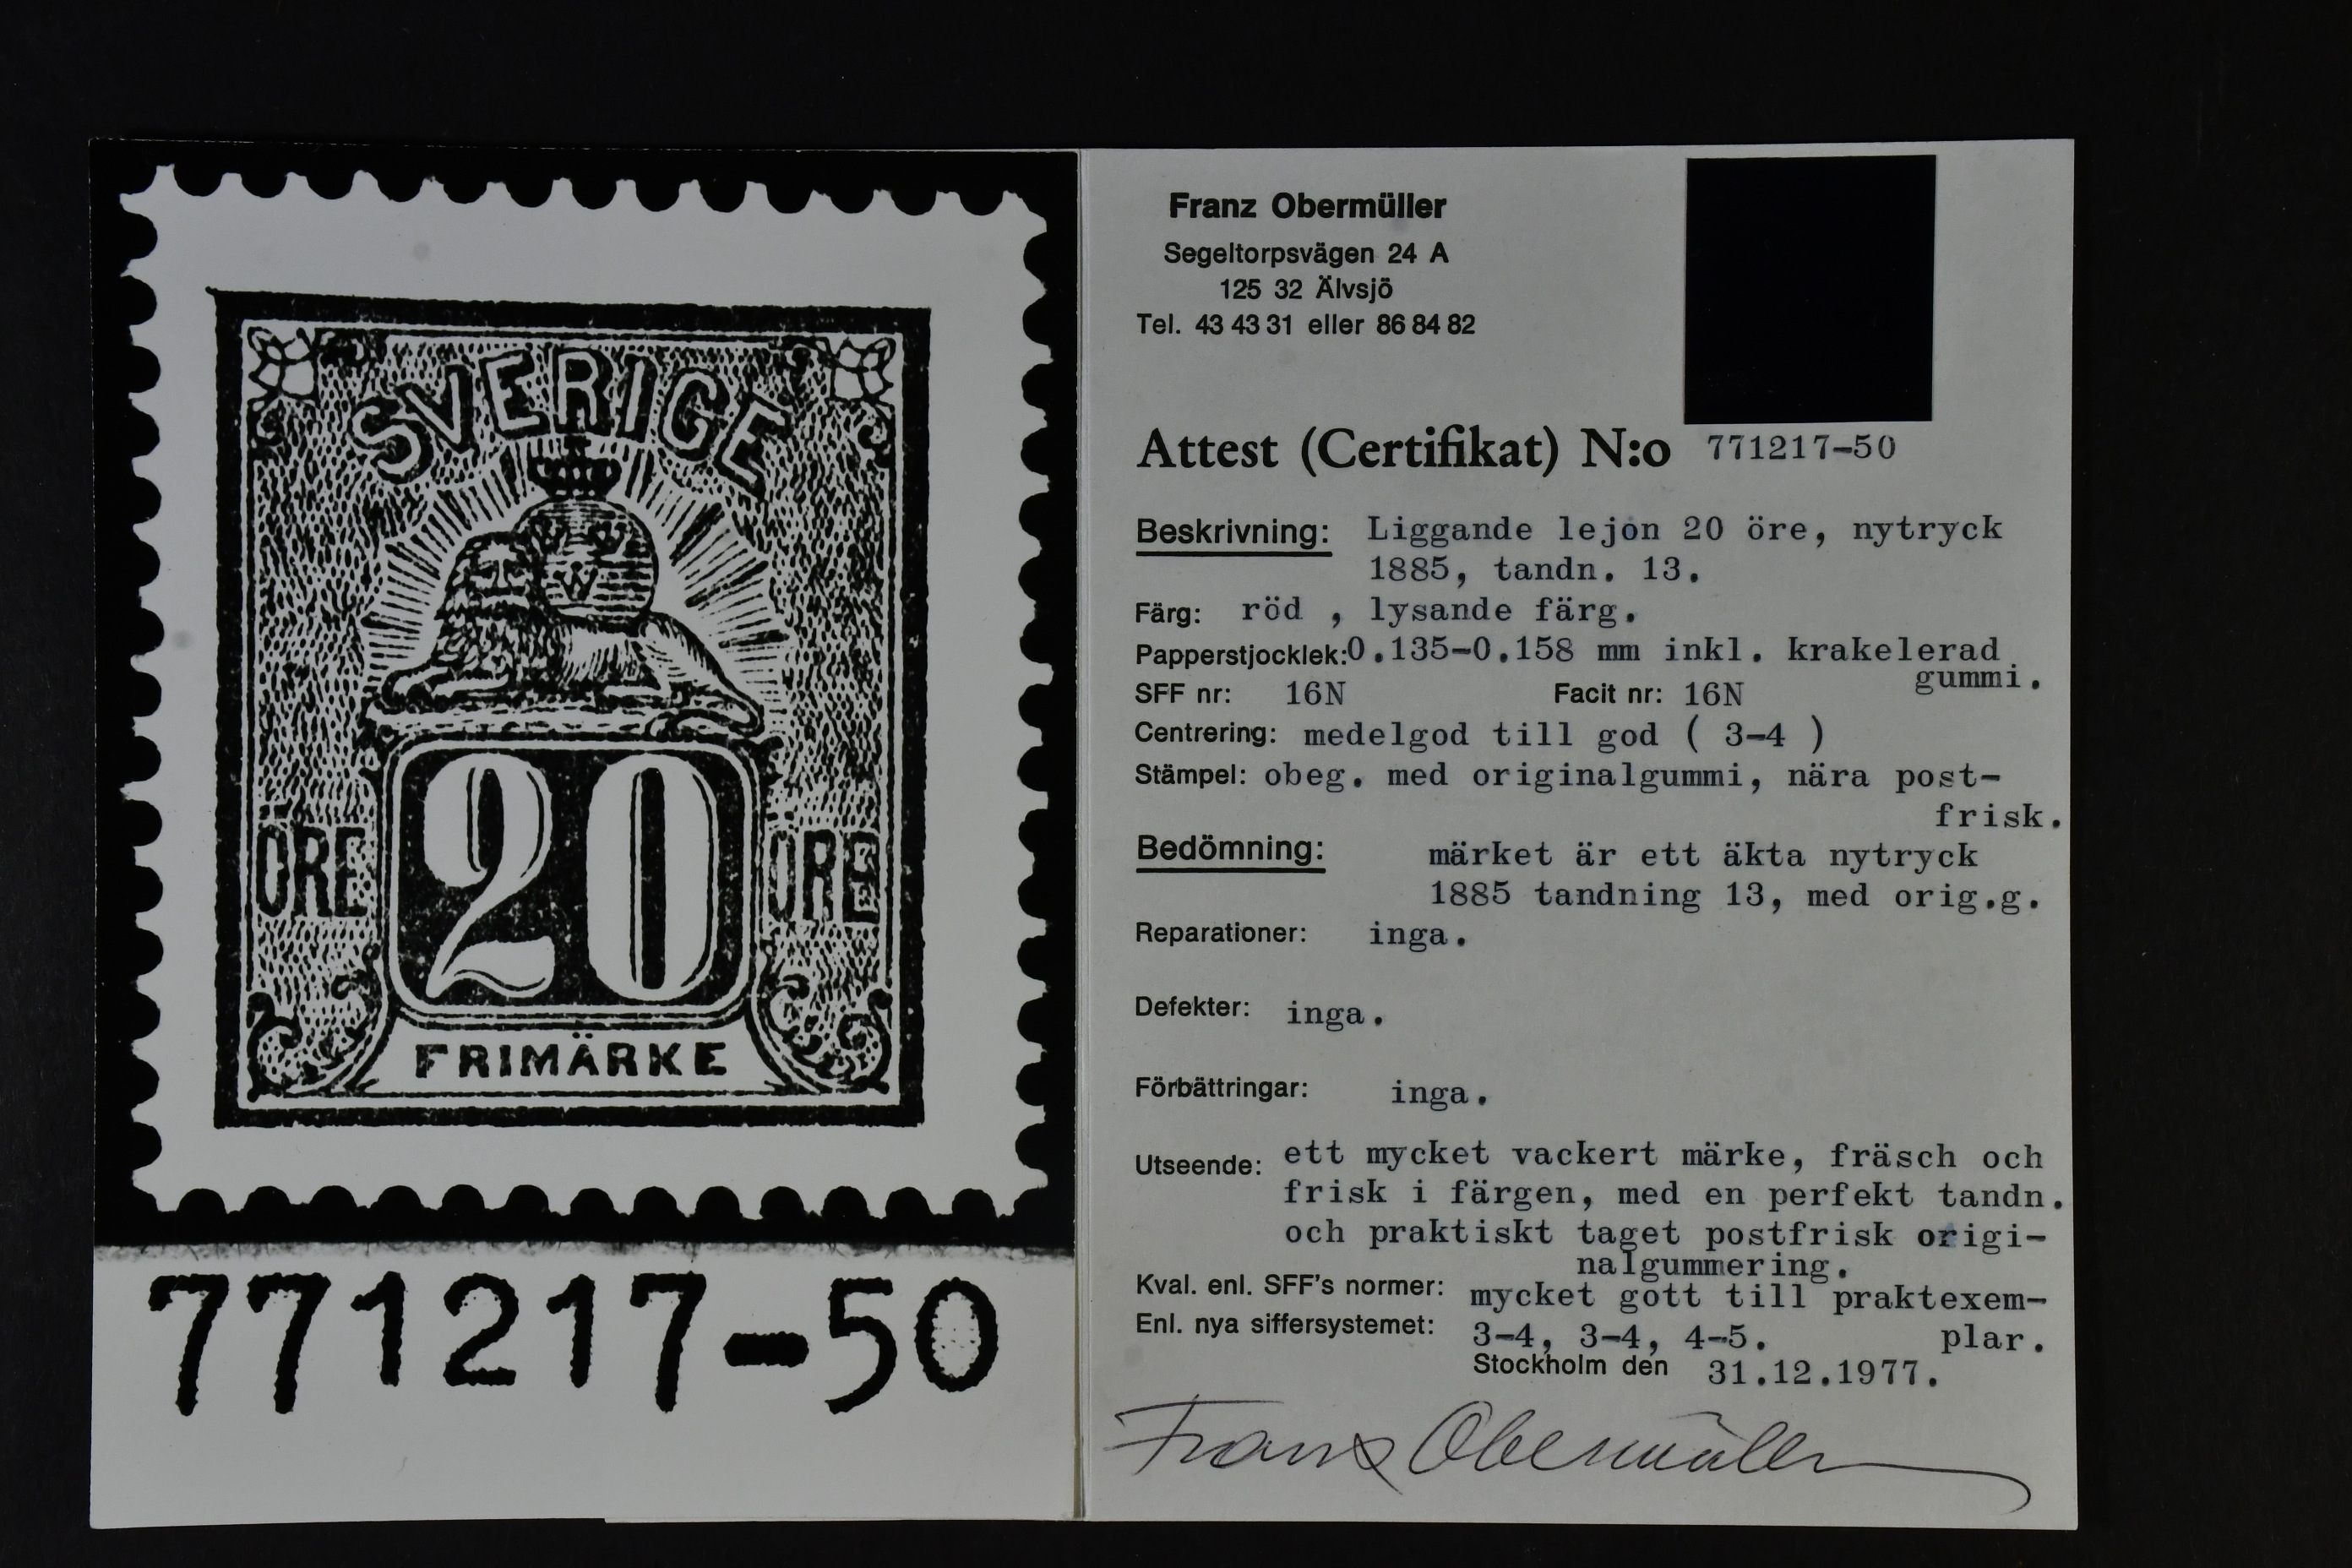 SVERIGE
ÖRE 20 ÖRE
FRIMÄRKE
771217-50
Franz Obermüller
Segeltorpsvägen 24 A
125 32 Älvsjö
Tel. 43 43 31 eller 86 84 82
Attest (Certifikat) N:o 771217-50
Beskrivning: Liggande lejon 20 öre, nytryck
1885, tandn. 13.
Färg: röd , lysande färg.
Papperstjocklek: 0.135-0.158 mm inkl. krakelerad
gummi.
SFF nr: 16N Facit nr: 16N
Centrering: medelgod till god ( 3-4 )
Stämpel: obeg. med originalgummi, nära post-
frisk.
Bedömning: märket är ett äkta nytryck
1885 tandning 13, med orig.g.
Reparationer: inga.
Defekter: inga.
Förbättringar: inga.
Utseende: ett mycket vackert märke, fräsch och
frisk i färgen, med en perfekt tandn.
och praktiskt taget postfrisk origi-
nalgummering.
Kval. enl. SFF's normer: mycket gott till praktexem-
Enl. nya siffersystemet: 3-4, 3-4, 4-5. plar.
Stockholm den 31.12.1977.
Franz Obermüller